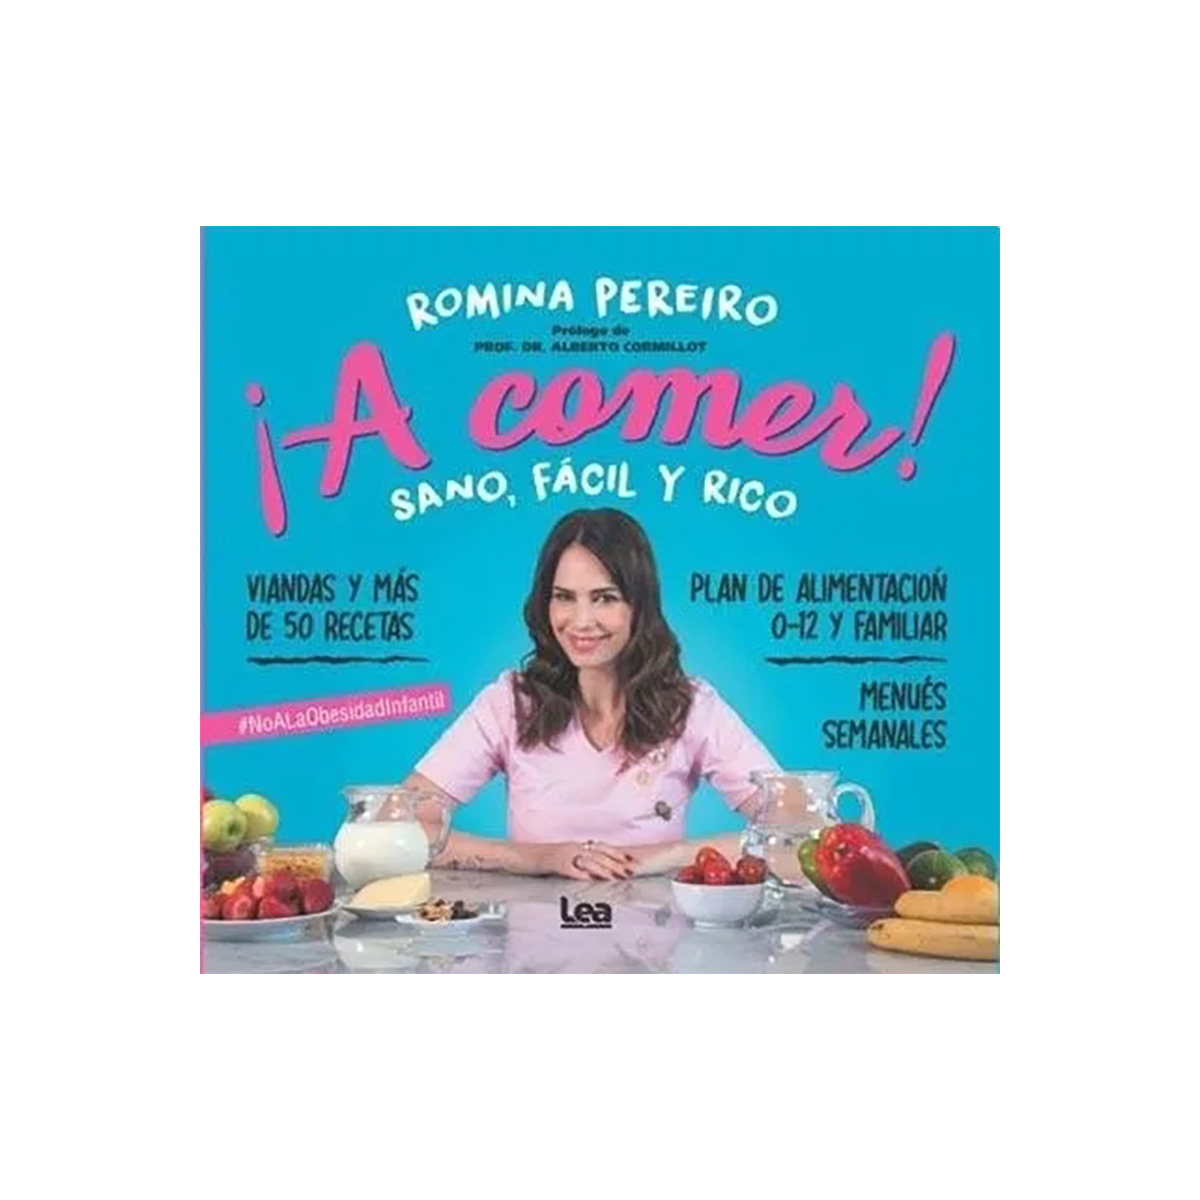 ROMINA PEREIRO
Prólogo de
PROF. DR. ALBERTO CORMILLOT
¡A comer!
SANO, FÁCIL Y RICO
VIANDAS Y MÁS
DE 50 RECETAS
#NoALaObesidadInfantil
PLAN DE ALIMENTACIÓN
0-12 Y FAMILIAR
MENUÉS
SEMANALES
Lea